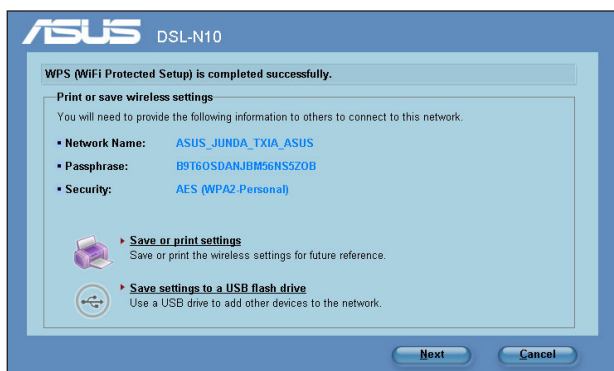 ASUS DSL-N10
WPS (WiFi Protected Setup) is completed successfully.
Print or save wireless settings
You will need to provide the following information to others to connect to this network.
Network Name: ASUS_JUNDA_TXIA_ASUS
Passphrase: B9T6OSDANJBM56NS5ZOB
Security: AES (WPA2-Personal)
Save or print settings
Save or print the wireless settings for future reference.
Save settings to a USB flash drive
Use a USB drive to add other devices to the network.
Next Cancel